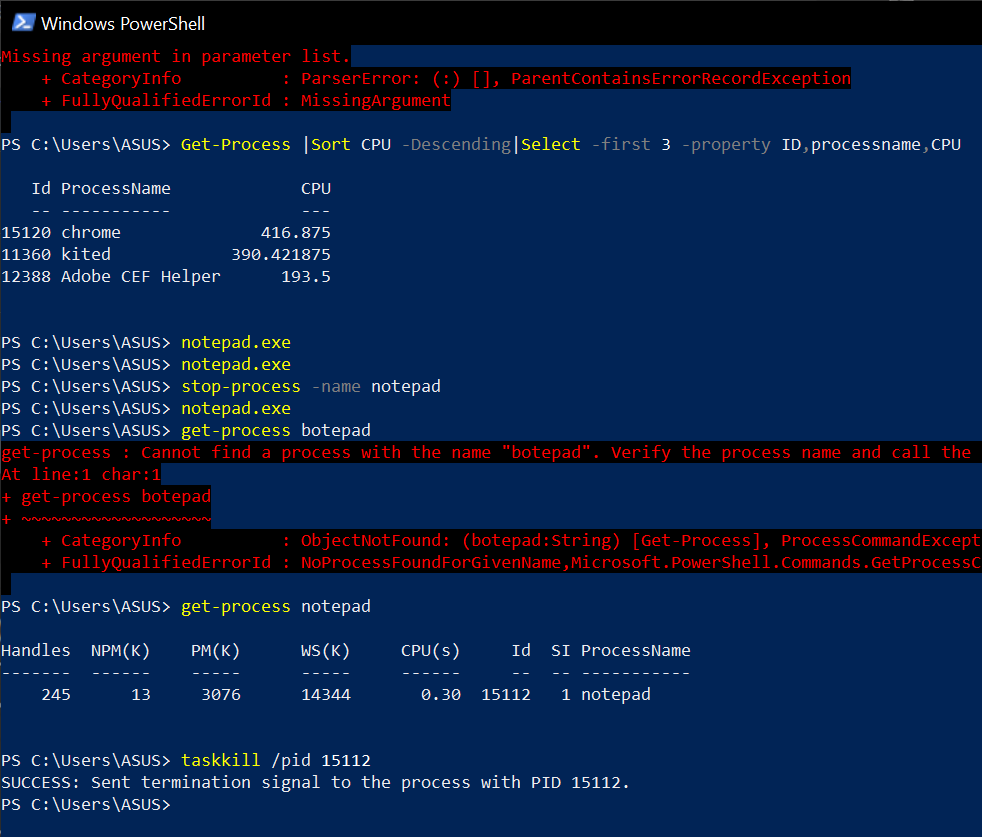 Windows PowerShell
Missing argument in parameter list.
    + CategoryInfo          : ParserError: (:) [], ParentContainsErrorRecordException
    + FullyQualifiedErrorId : MissingArgument
PS C:\Users\ASUS> Get-Process |Sort CPU -Descending|Select -first 3 -property ID,processname,CPU
   Id ProcessName             CPU
   -- -----------             ---
15120 chrome              416.875
11360 kited            390.421875
12388 Adobe CEF Helper      193.5
PS C:\Users\ASUS> notepad.exe
PS C:\Users\ASUS> notepad.exe
PS C:\Users\ASUS> stop-process -name notepad
PS C:\Users\ASUS> notepad.exe
PS C:\Users\ASUS> get-process botepad
get-process : Cannot find a process with the name "botepad". Verify the process name and call the
At line:1 char:1
+ get-process botepad
+ ~~~~~~~~~~~~~~~~~~~
    + CategoryInfo          : ObjectNotFound: (botepad:String) [Get-Process], ProcessCommandExcept
    + FullyQualifiedErrorId : NoProcessFoundForGivenName,Microsoft.PowerShell.Commands.GetProcessC
PS C:\Users\ASUS> get-process notepad
Handles  NPM(K)    PM(K)      WS(K)     CPU(s)     Id  SI ProcessName
-------  ------    -----      -----     ------     --  -- -----------
    245      13     3076      14344       0.30  15112   1 notepad
PS C:\Users\ASUS> taskkill /pid 15112
SUCCESS: Sent termination signal to the process with PID 15112.
PS C:\Users\ASUS>